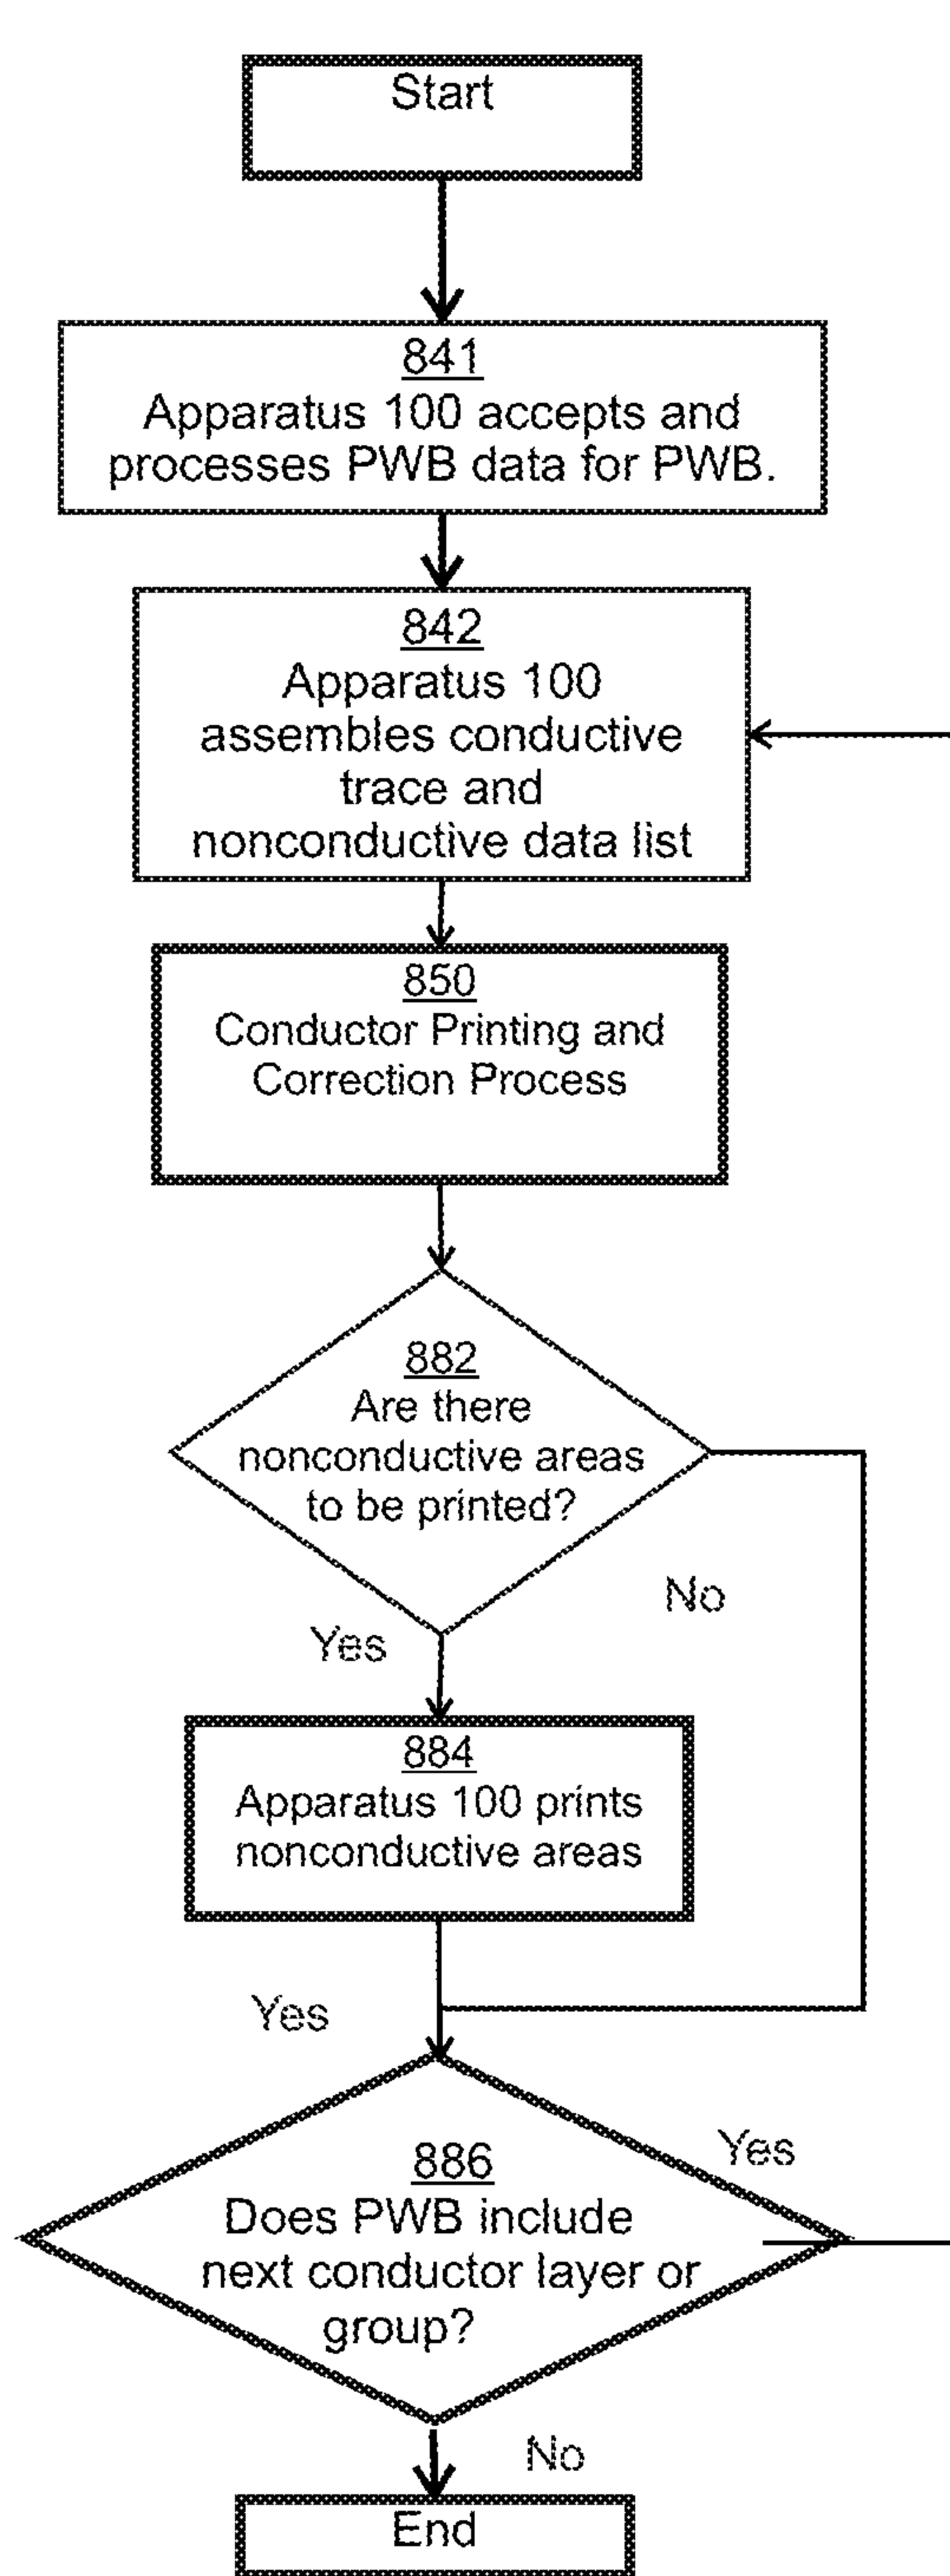 Start
841
Apparatus 100 accepts and
processes PWB data for PWB.
842
Apparatus 100
assembles conductive
trace and
nonconductive data list
850
Conductor Printing and
Correction Process
882
Are there
nonconductive areas
to be printed?
No
Yes
884
Apparatus 100 prints
nonconductive areas
Yes
Yes
886
Does PWB include
next conductor layer or
group?
No
End